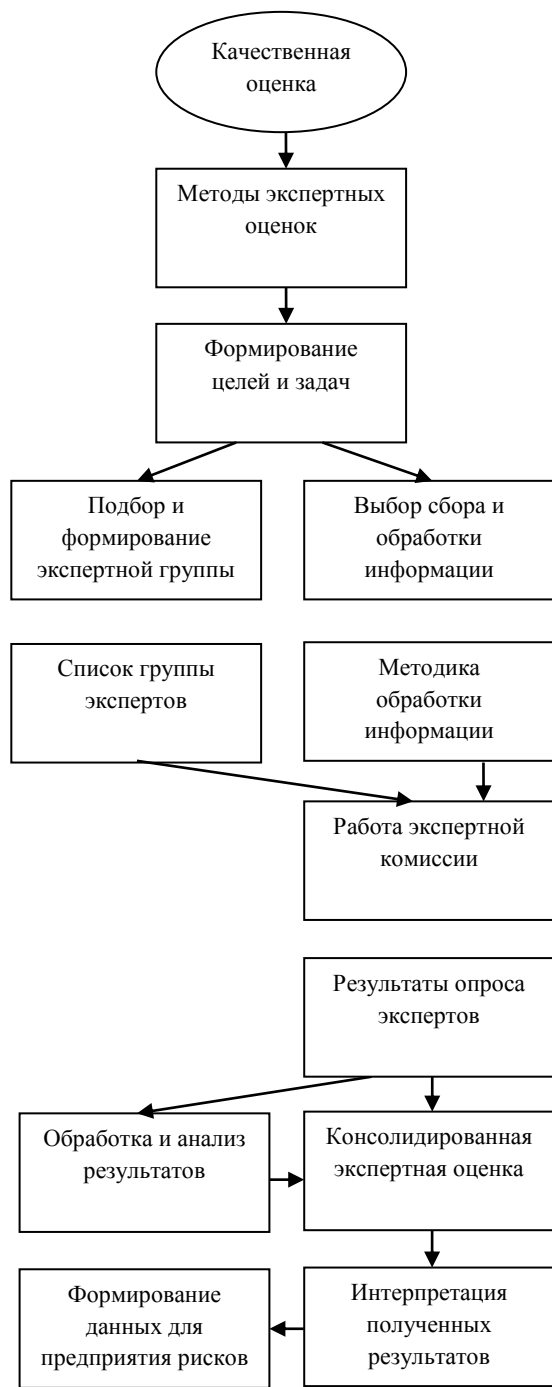 Качественная
оценка
Методы экспертных
оценок
Формирование
целей и задач
Подбор и
формирование
экспертной группы
Выбор сбора и
обработки
информации
Список группы
экспертов
Методика
обработки
информации
Работа экспертной
комиссии
Результаты опроса
экспертов
Обработка и анализ
результатов
Консолидированная
экспертная оценка
Формирование
данных для
предприятия рисков
Интерпретация
полученных
результатов